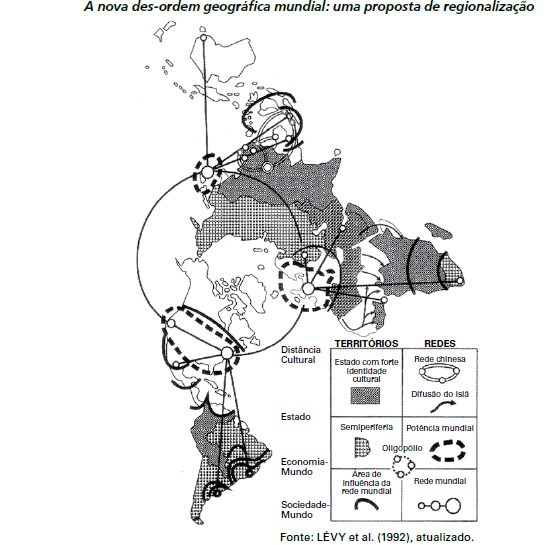 A nova des-ordem geográfica mundial: uma proposta de regionalização
TERRITÓRIOS
REDES
Distância
Cultural
Estado com forte
Identidade
cultural
Rede chinesa
Difusão do Islã
Estado
Semiperiferia
Potência mundial
Oligopólio
Economia-
Mundo
Área de
influência da
rede mundial
Rede mundial
Sociedade-
Mundo
Fonte: LÉVY et al. (1992), atualizado.